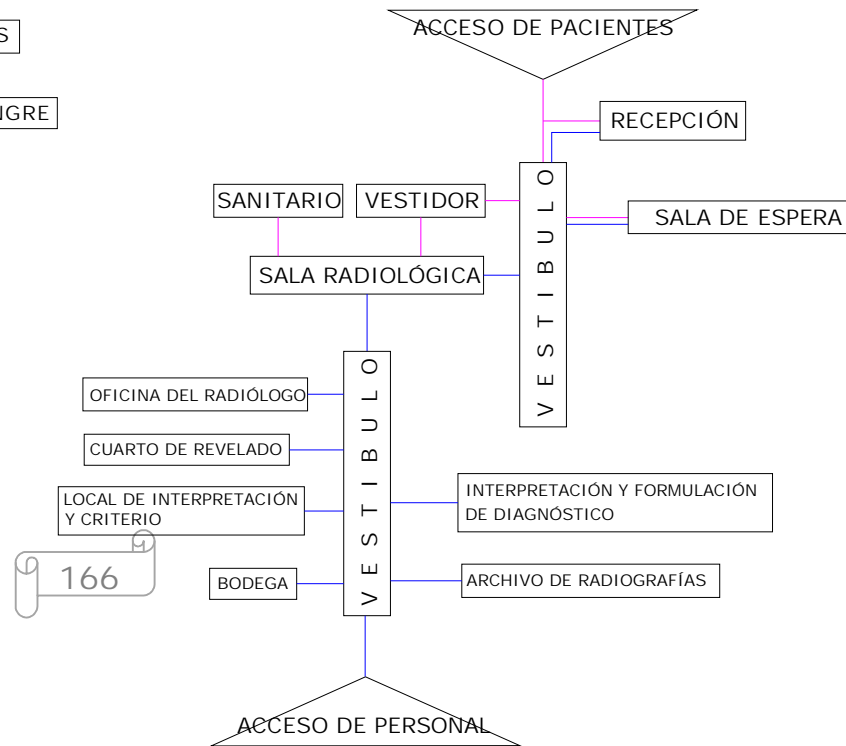 ACCESO DE PACIENTES
S
NGRE
RECEPCIÓN
SANITARIO
VESTIDOR
VESTIBULO
SALA DE ESPERA
SALA RADIOLÓGICA
VESTIBULO
OFICINA DEL RADIÓLOGO
CUARTO DE REVELADO
LOCAL DE INTERPRETACIÓN
Y CRITERIO
INTERPRETACIÓN Y FORMULACIÓN
DE DIAGNÓSTICO
166
BODEGA
ARCHIVO DE RADIOGRAFÍAS
ACCESO DE PERSONAL